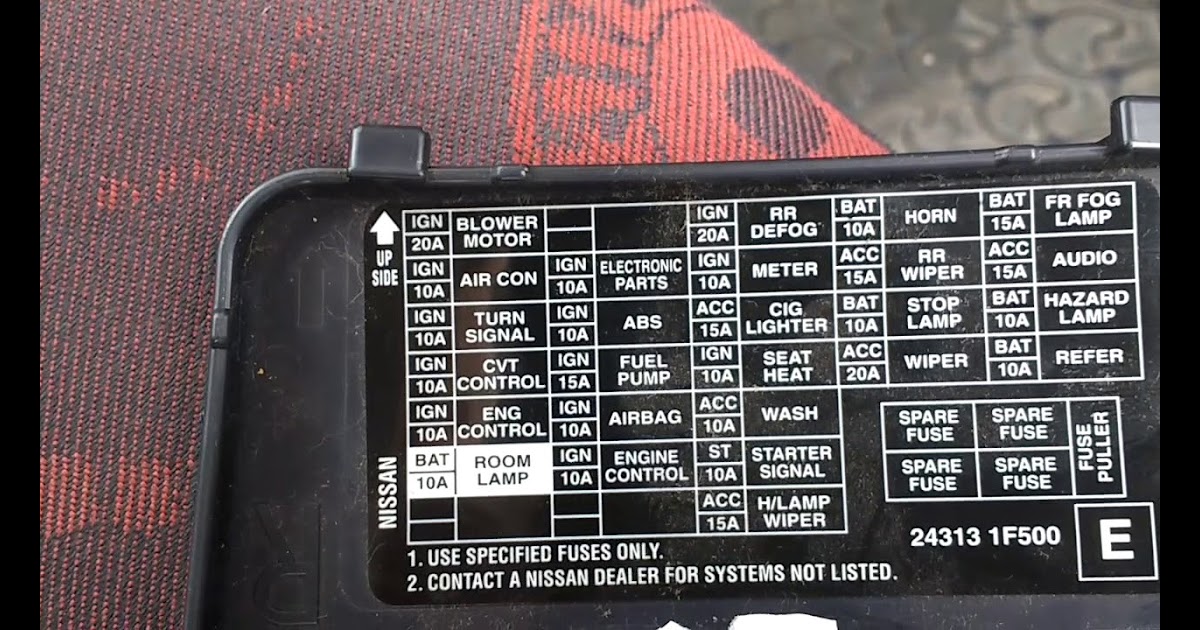 UP
SIDE
NISSAN
IGN
20A
BLOWER
MOTOR
IGN
10A
AIR CON
IGN
10A
TURN
SIGNAL
IGN
10A
CVT
CONTROL
IGN
10A
ENG
CONTROL
BAT
10A
ROOM
LAMP
IGN
10A
ELECTRONIC
PARTS
IGN
10A
ABS
IGN
15A
FUEL
PUMP
IGN
10A
AIRBAG
IGN
10A
ENGINE
CONTROL
IGN
20A
RR
DEFOG
IGN
10A
METER
ACC
15A
CIG
LIGHTER
IGN
10A
SEAT
HEAT
ACC
10A
WASH
ST
10A
STARTER
SIGNAL
ACC
15A
H/LAMP
WIPER
BAT
10A
HORN
ACC
15A
RR
WIPER
BAT
10A
STOP
LAMP
ACC
20A
WIPER
BAT
15A
FR FOG
LAMP
ACC
15A
AUDIO
BAT
10A
HAZARD
LAMP
BAT
10A
REFER
SPARE
FUSE
SPARE
FUSE
SPARE
FUSE
SPARE
FUSE
FUSE
PULLER
24313 1F500
E
1. USE SPECIFIED FUSES ONLY.
2. CONTACT A NISSAN DEALER FOR SYSTEMS NOT LISTED.